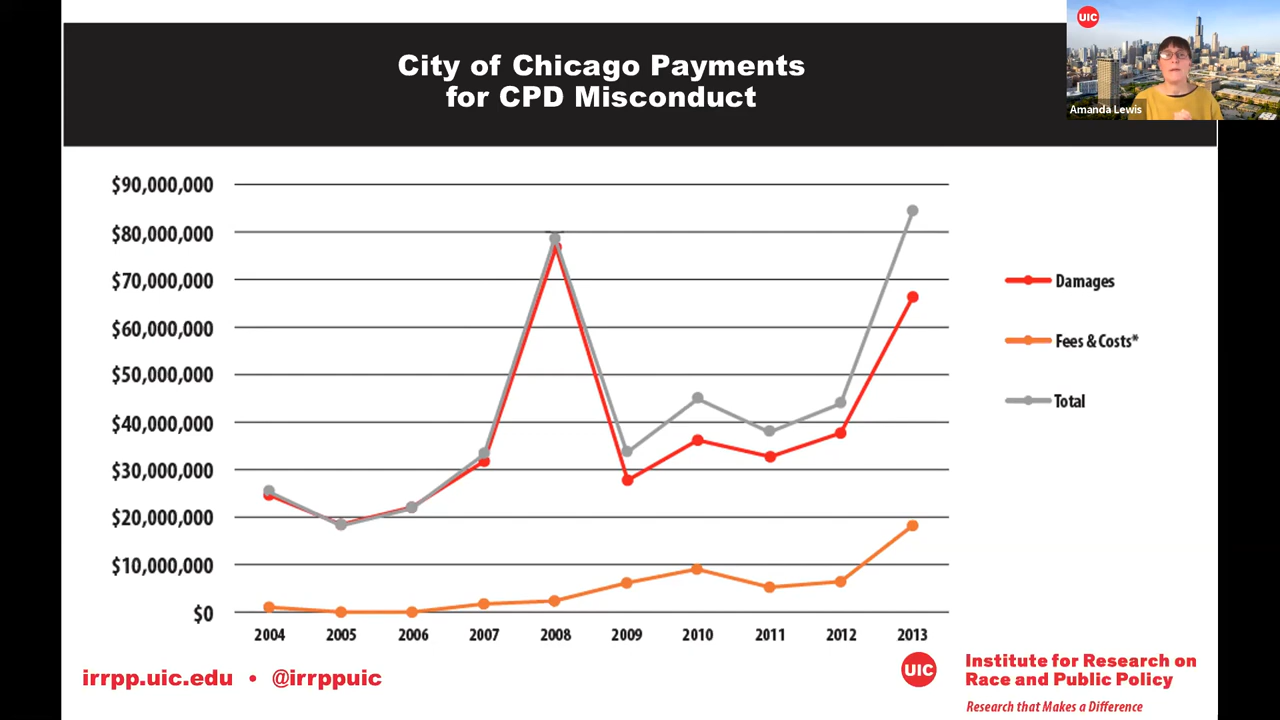 City of Chicago Payments
for CPD Misconduct
UIC
Amanda Lewis
$90,000,000
$80,000,000
$70,000,000
$60,000,000
$50,000,000
$40,000,000
$30,000,000
$20,000,000
$10,000,000
$0
2004 2005 2006 2007 2008 2009 2010 2011 2012 2013
Damages
Fees & Costs*
Total
irrpp.uic.edu • @irrppuic
UIC
Institute for Research on
Race and Public Policy
Research that Makes a Difference